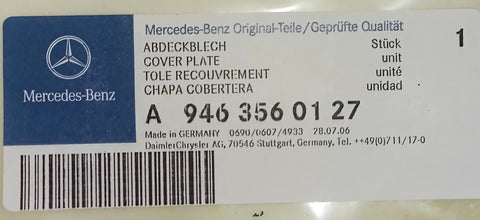 Mercedes-Benz Original-Teile/Geprüfte Qualität
ABDECKBLECH Stück 1
COVER PLATE unit
TOLE RECOUVREMENT unité
CHAPA COBERTERA unidad
Mercedes-Benz
A 946 356 01 27
Made in GERMANY 0690/0607/4933 28.07.06
DaimlerChrysler AG, 70546 Stuttgart, Germany, Tel. ++49(0)711/17-0